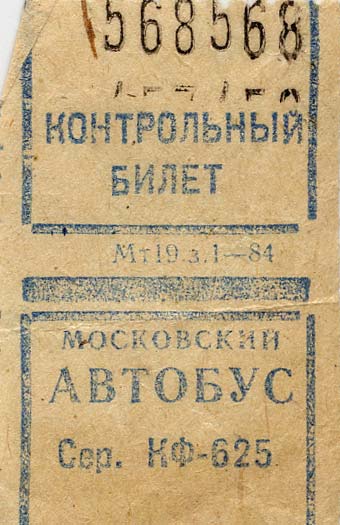 568568
КОНТРОЛЬНЫЙ
БИЛЕТ
Мт19 з.1—84
МОСКОВСКИЙ
АВТОБУС
Сер. КФ-625